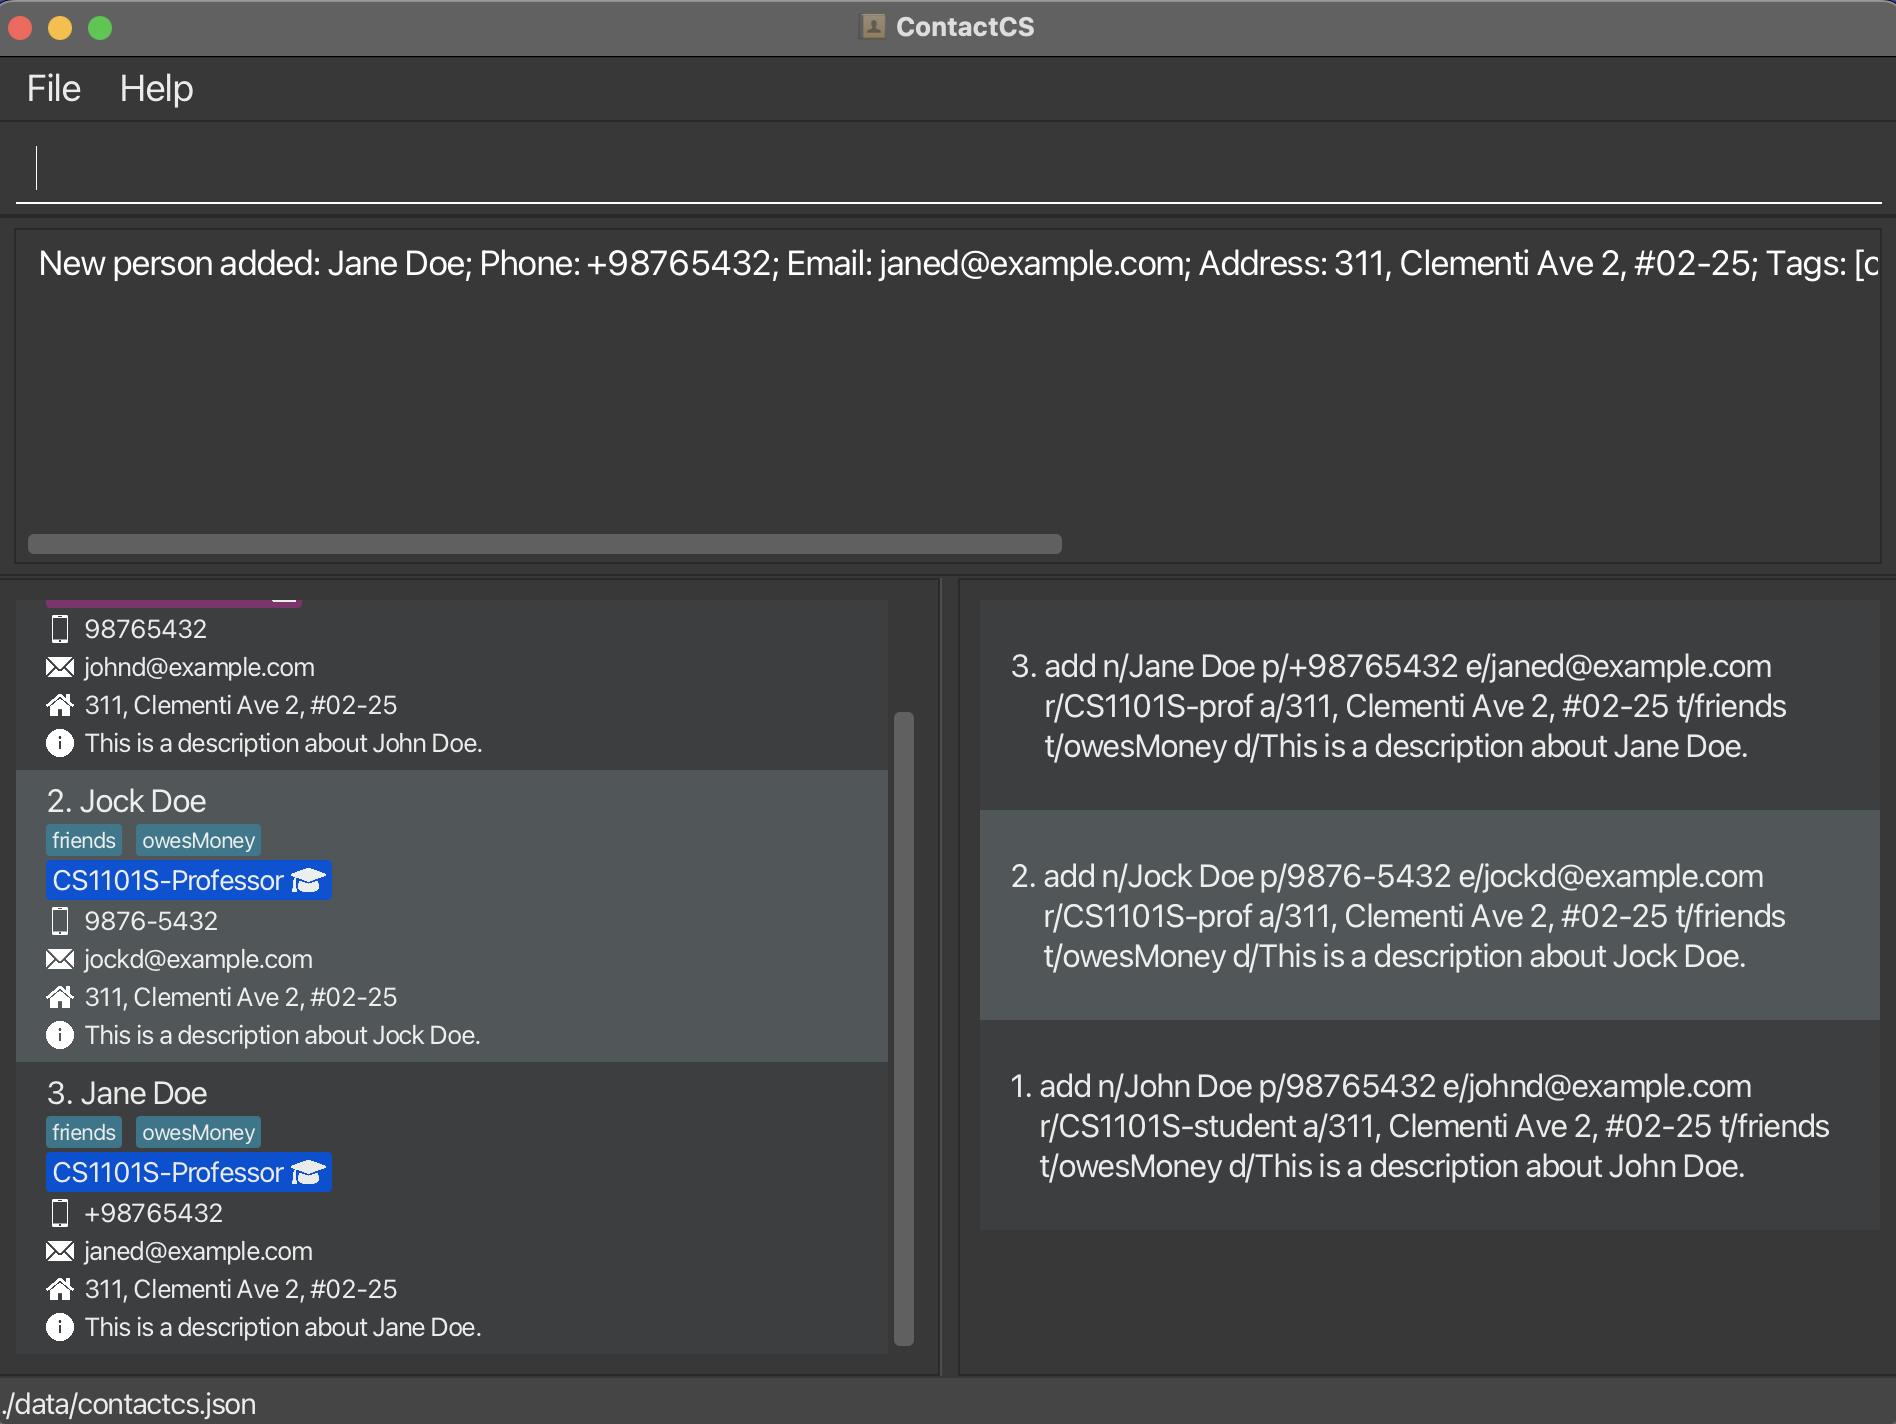 ContactCS
File Help
New person added: Jane Doe; Phone: +98765432; Email: janed@example.com; Address: 311, Clementi Ave 2, #02-25; Tags: [
98765432
johnd@example.com
311, Clementi Ave 2, #02-25
This is a description about John Doe.
2. Jock Doe
friends owesMoney
CS1101S-Professor
9876-5432
jockd@example.com
311, Clementi Ave 2, #02-25
This is a description about Jock Doe.
3. Jane Doe
friends owesMoney
CS1101S-Professor
+98765432
janed@example.com
311, Clementi Ave 2, #02-25
This is a description about Jane Doe.
3. add n/Jane Doe p/+98765432 e/janed@example.com
r/CS1101S-prof a/311, Clementi Ave 2, #02-25 t/friends
t/owesMoney d/This is a description about Jane Doe.
2. add n/Jock Doe p/9876-5432 e/jockd@example.com
r/CS1101S-prof a/311, Clementi Ave 2, #02-25 t/friends
t/owesMoney d/This is a description about Jock Doe.
1. add n/John Doe p/98765432 e/johnd@example.com
r/CS1101S-student a/311, Clementi Ave 2, #02-25 t/friends
t/owesMoney d/This is a description about John Doe.
./data/contactcs.json